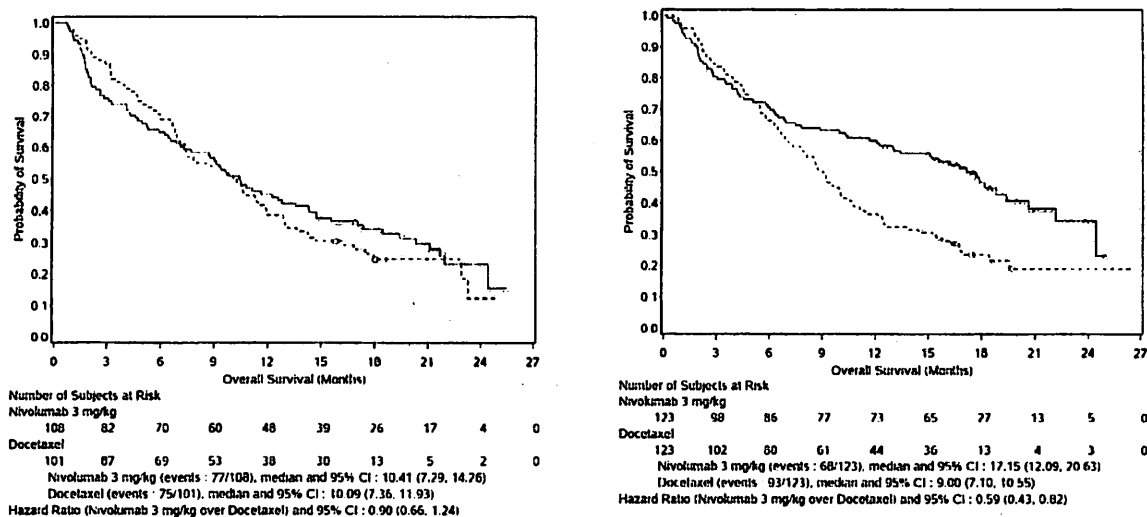 1.0
0.9
0.8
0.7
0.6
0.5
0.4
0.3
0.2
0.1
0.0
Probability of Survival
0 3 6 9 12 15 18 21 24 27
Overall Survival (Months)
Number of Subjects at Risk
Nivolumab 3 mg/kg
108 82 70 60 48 39 26 17 4 0
Docetaxel
101 87 69 53 38 30 13 5 2 0
Nivolumab 3 mg/kg (events : 77/108), median and 95% CI : 10.41 (7.29, 14.26)
Docetaxel (events : 75/101), median and 95% CI : 10.09 (7.36, 11.93)
Hazard Ratio (Nivolumab 3 mg/kg over Docetaxel) and 95% CI : 0.90 (0.66, 1.24)
1.0
0.9
0.8
0.7
0.6
0.5
0.4
0.3
0.2
0.1
0.0
Probability of Survival
0 3 6 9 12 15 18 21 24 27
Overall Survival (Months)
Number of Subjects at Risk
Nivolumab 3 mg/kg
123 98 86 77 73 65 27 13 5 0
Docetaxel
123 102 80 61 44 36 13 4 3 0
Nivolumab 3 mg/kg (events : 68/123), median and 95% CI : 17.15 (12.09, 20.63)
Docetaxel (events : 93/123), median and 95% CI : 9.00 (7.10, 10.55)
Hazard Ratio (Nivolumab 3 mg/kg over Docetaxel) and 95% CI : 0.59 (0.43, 0.82)